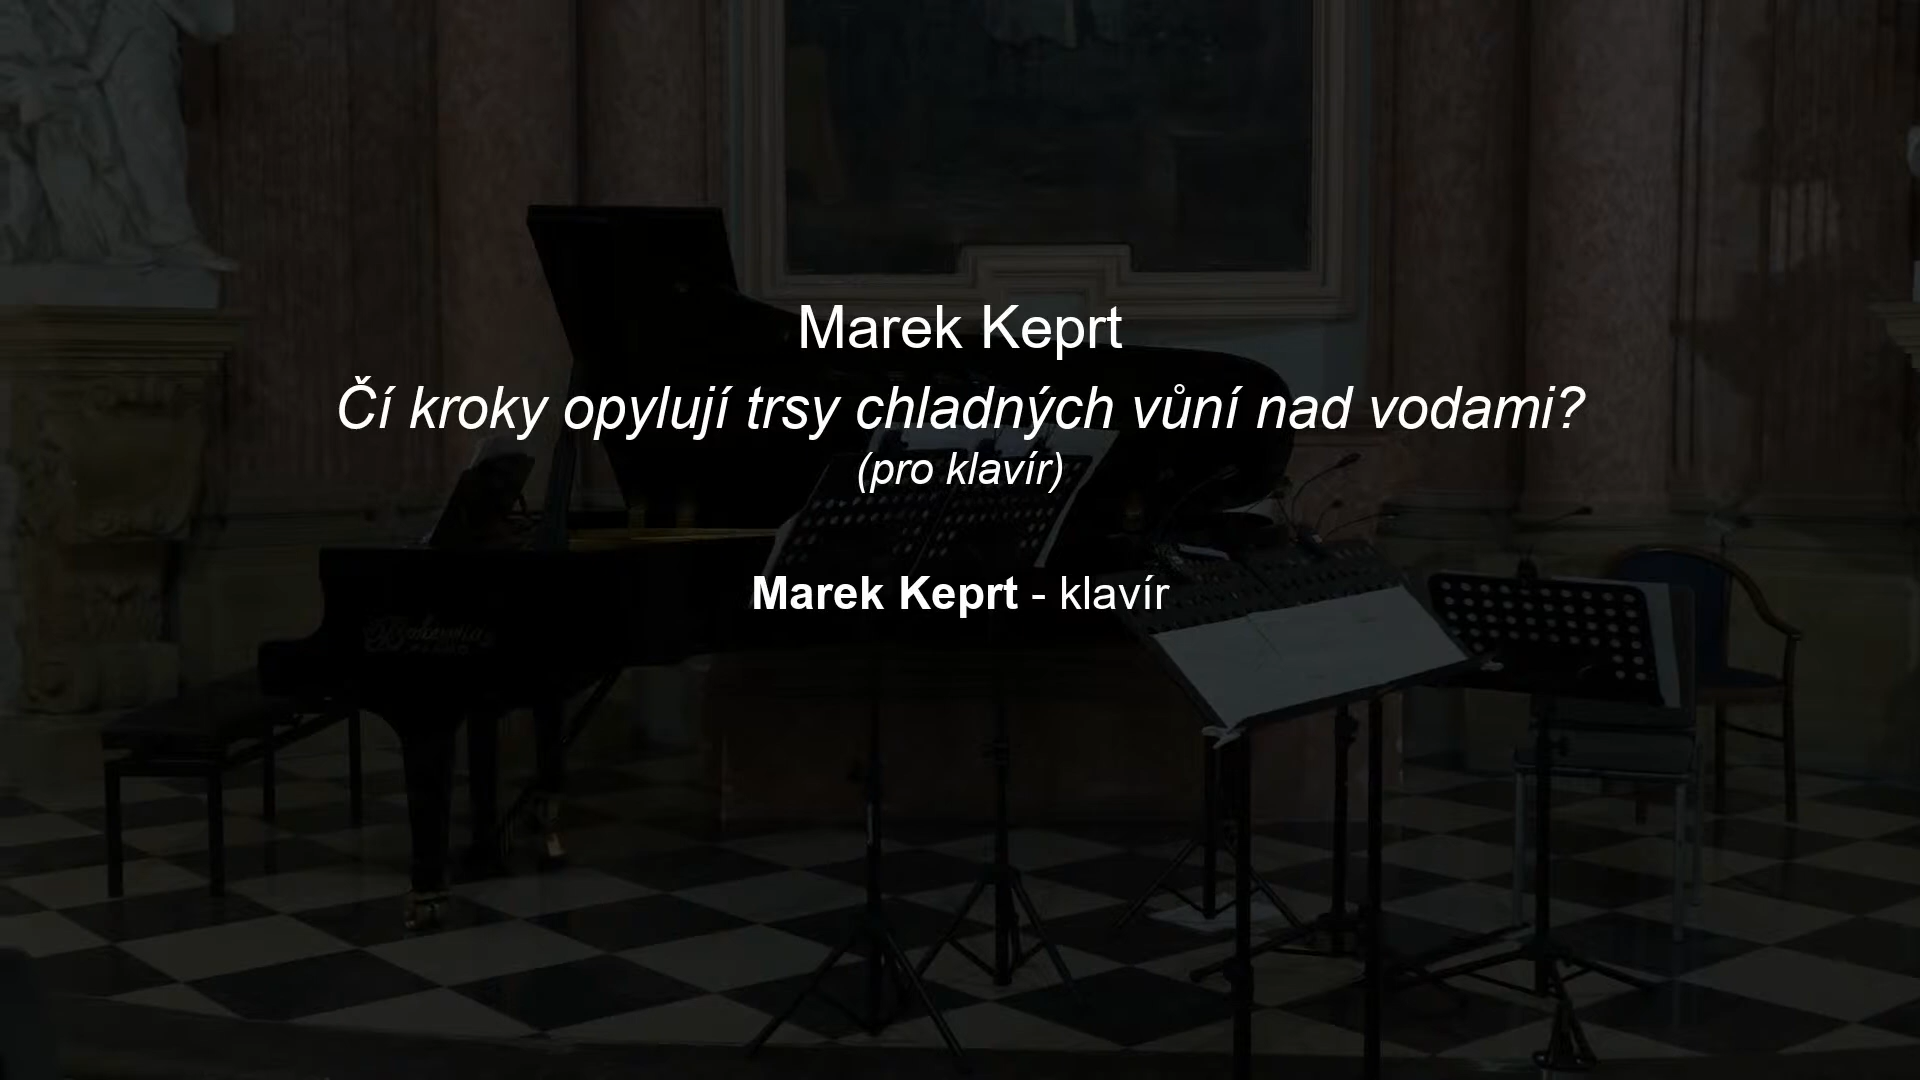 Marek Keprt
Čí kroky opylují trsy chladných vůní nad vodami?
(pro klavír)
Marek Keprt - klavír